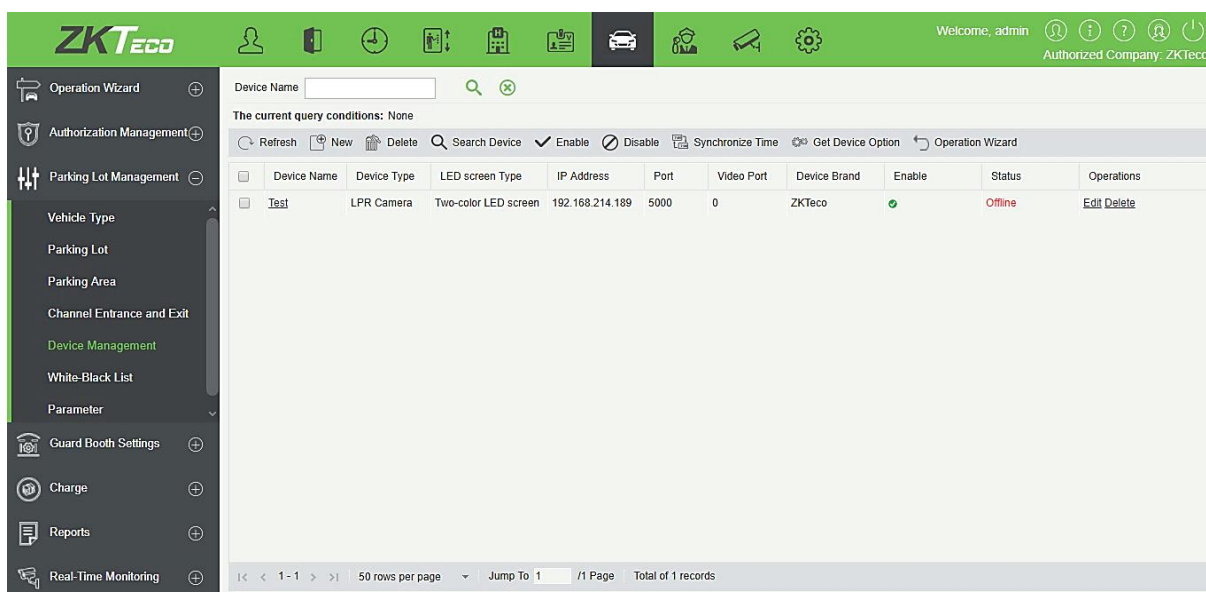 ZKTECO
Welcome, admin
Authorized Company: ZKTeco
Operation Wizard
Authorization Management
Parking Lot Management
Vehicle Type
Parking Lot
Parking Area
Channel Entrance and Exit
Device Management
White-Black List
Parameter
Guard Booth Settings
Charge
Reports
Real-Time Monitoring
Device Name
The current query conditions: None
Refresh New Delete Search Device Enable Disable Synchronize Time Get Device Option Operation Wizard
Device Name Device Type LED screen Type IP Address Port Video Port Device Brand Enable Status Operations
Test LPR Camera Two-color LED screen 192.168.214.189 5000 0 ZKTeco Offline Edit Delete
|< < 1 - 1 > >| 50 rows per page Jump To 1 /1 Page Total of 1 records